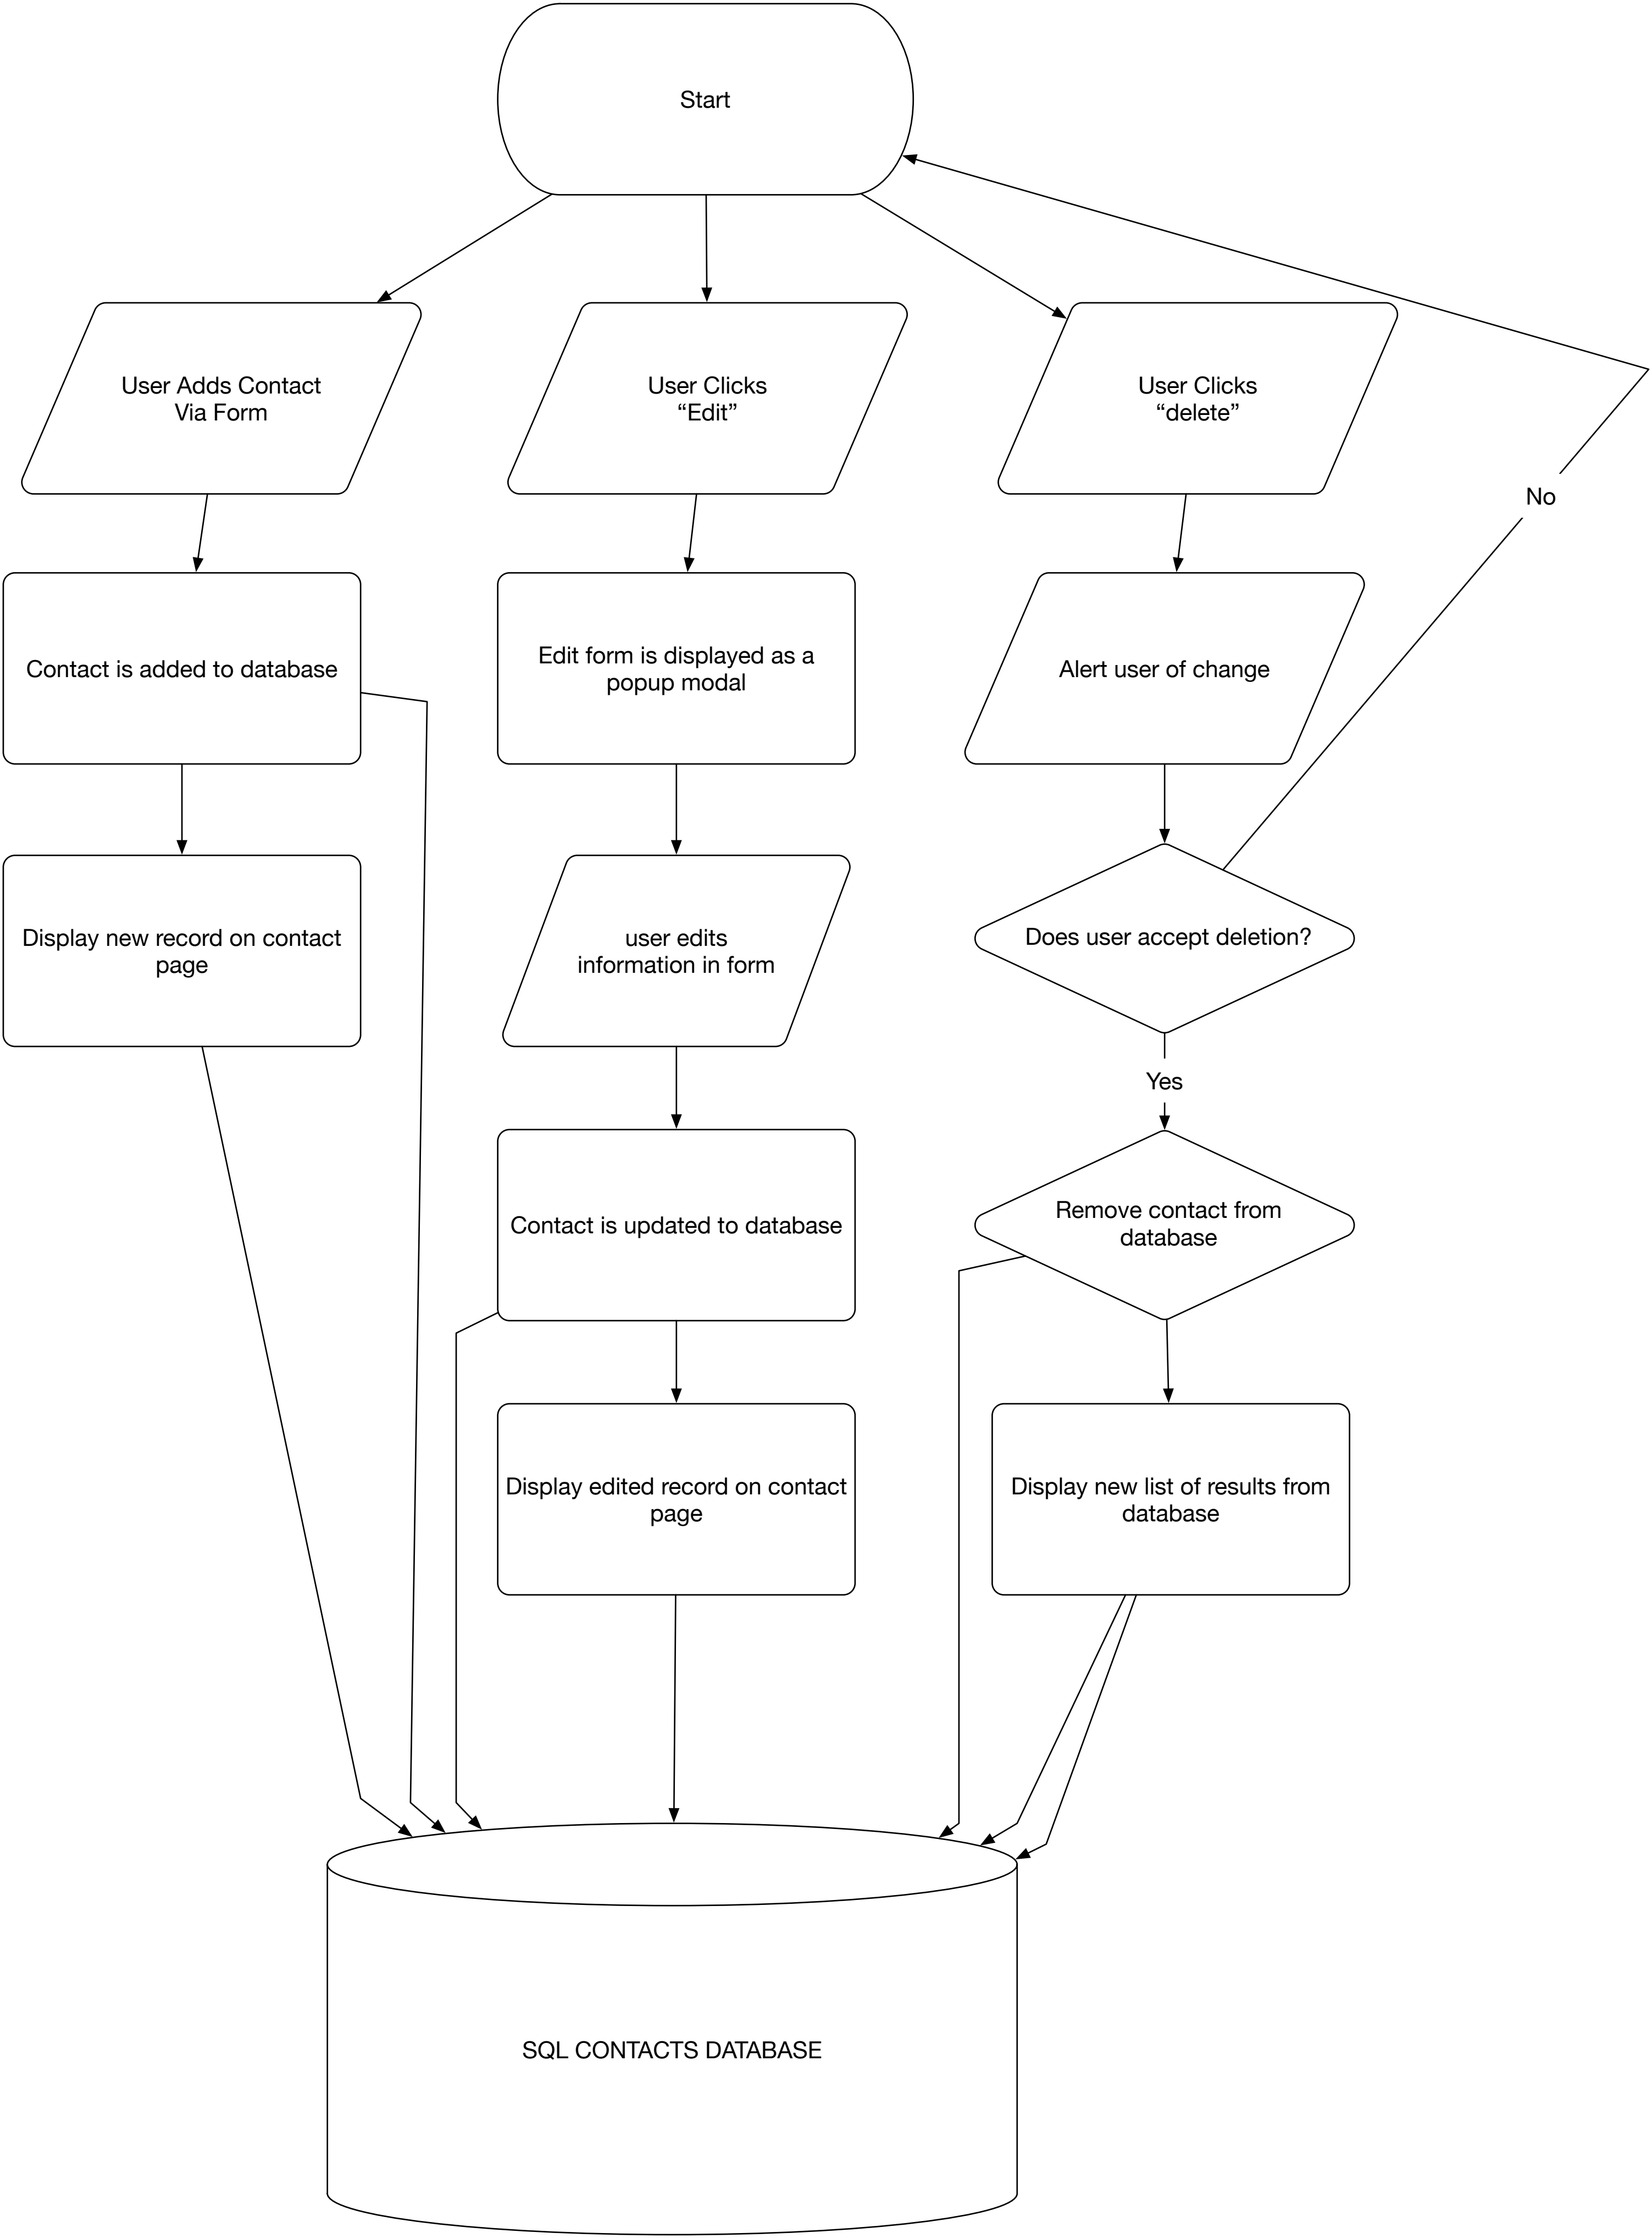 Start
User Adds Contact
Via Form
User Clicks
“Edit”
User Clicks
“delete”
No
Contact is added to database
Edit form is displayed as a
popup modal
Alert user of change
Display new record on contact
page
user edits
information in form
Does user accept deletion?
Yes
Contact is updated to database
Remove contact from
database
Display edited record on contact
page
Display new list of results from
database
SQL CONTACTS DATABASE